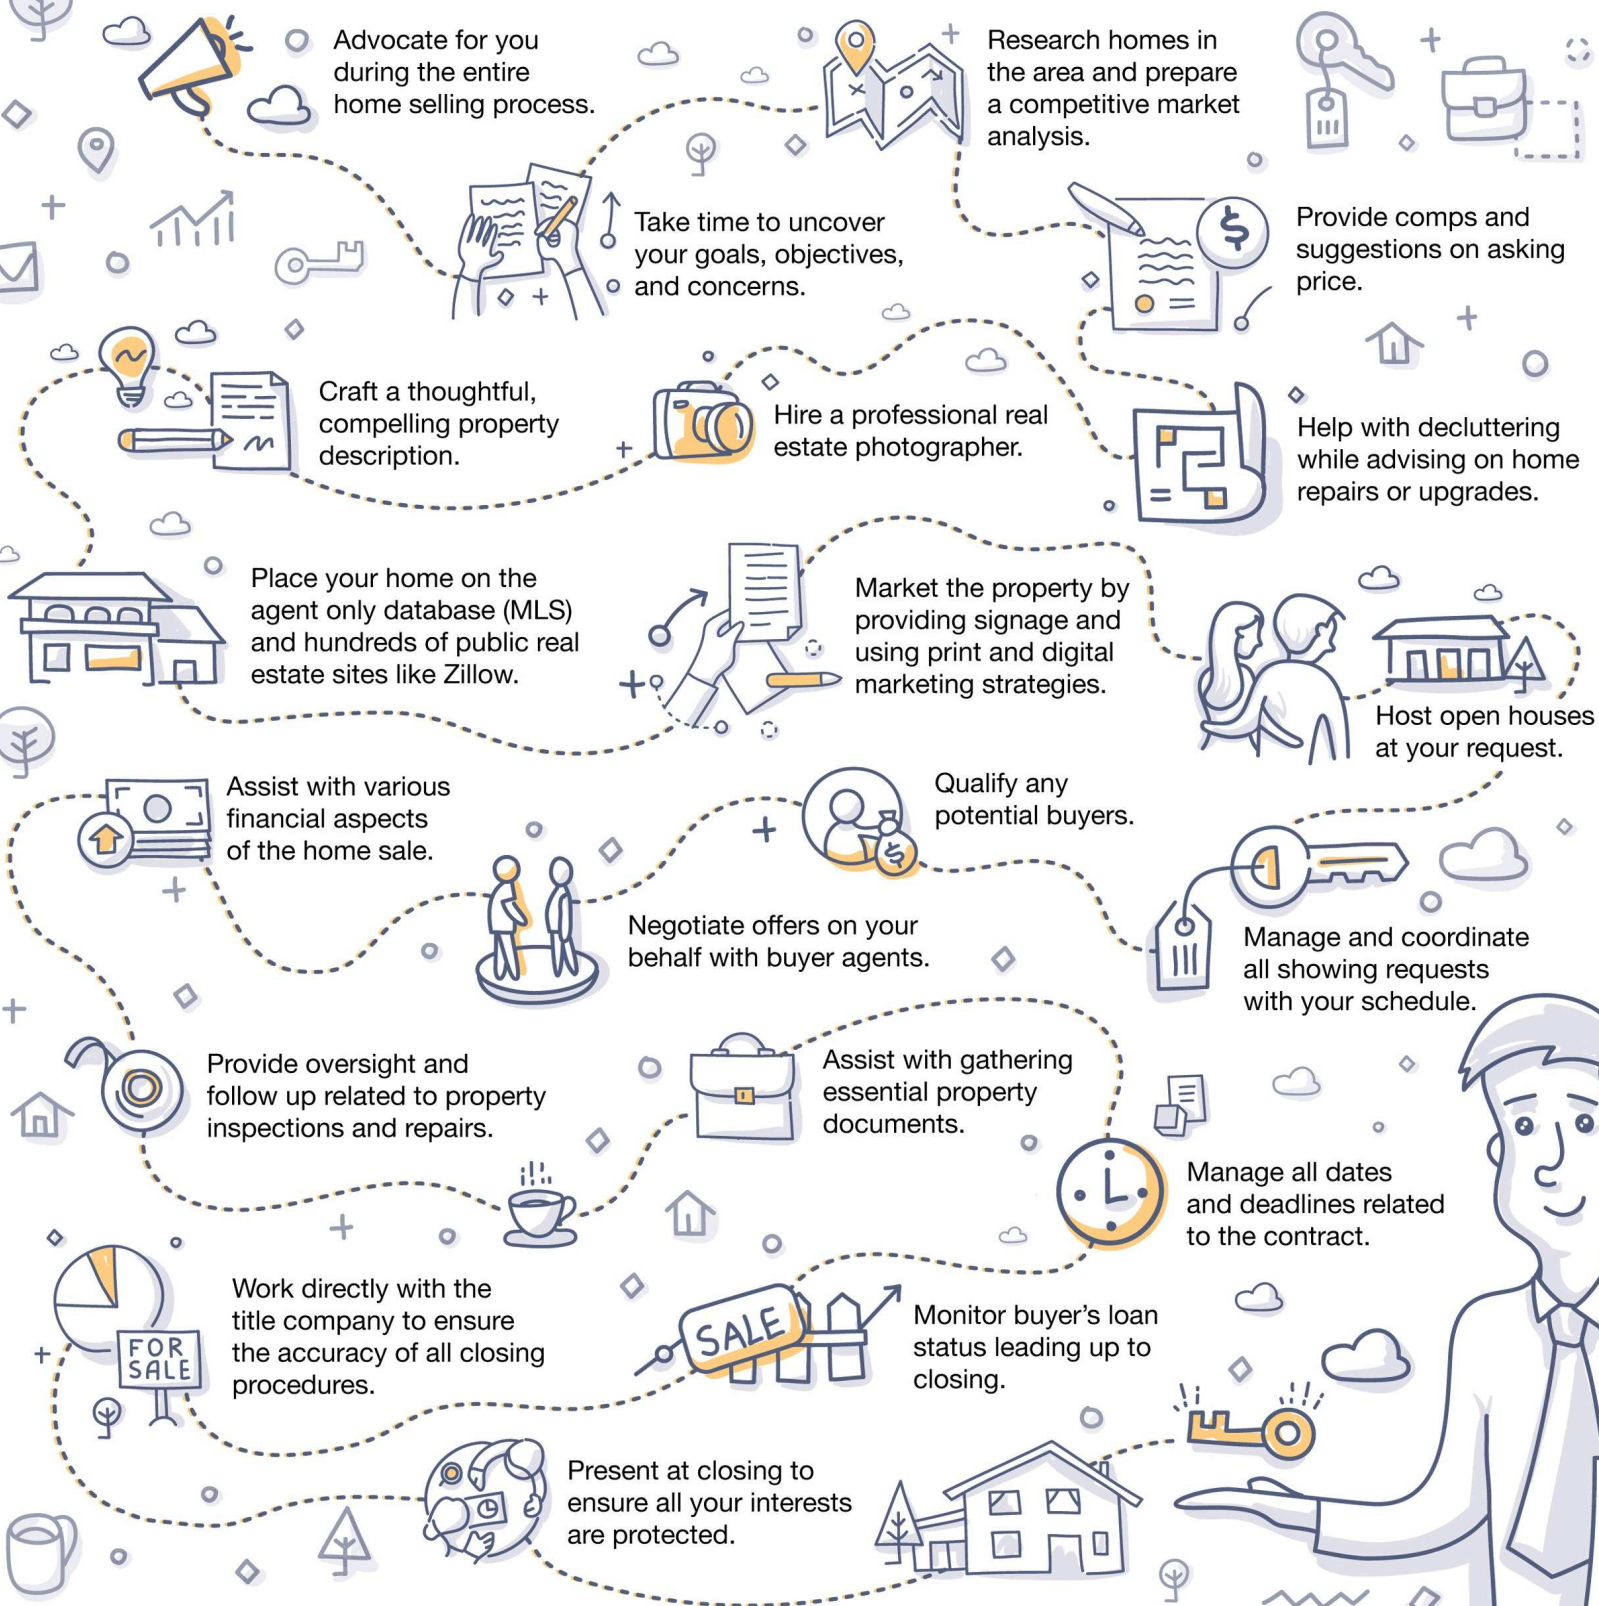 Advocate for you
during the entire
home selling process.
Research homes in
the area and prepare
a competitive market
analysis.
Take time to uncover
your goals, objectives,
and concerns.
Provide comps and
suggestions on asking
price.
Craft a thoughtful,
compelling property
description.
Hire a professional real
estate photographer.
Help with decluttering
while advising on home
repairs or upgrades.
Place your home on the
agent only database (MLS)
and hundreds of public real
estate sites like Zillow.
Market the property by
providing signage and
using print and digital
marketing strategies.
Host open houses
at your request.
Assist with various
financial aspects
of the home sale.
Qualify any
potential buyers.
Negotiate offers on your
behalf with buyer agents.
Manage and coordinate
all showing requests
with your schedule.
Provide oversight and
follow up related to property
inspections and repairs.
Assist with gathering
essential property
documents.
Manage all dates
and deadlines related
to the contract.
Work directly with the
title company to ensure
the accuracy of all closing
procedures.
FOR
SALE
SALE
Monitor buyer's loan
status leading up to
closing.
Present at closing to
ensure all your interests
are protected.